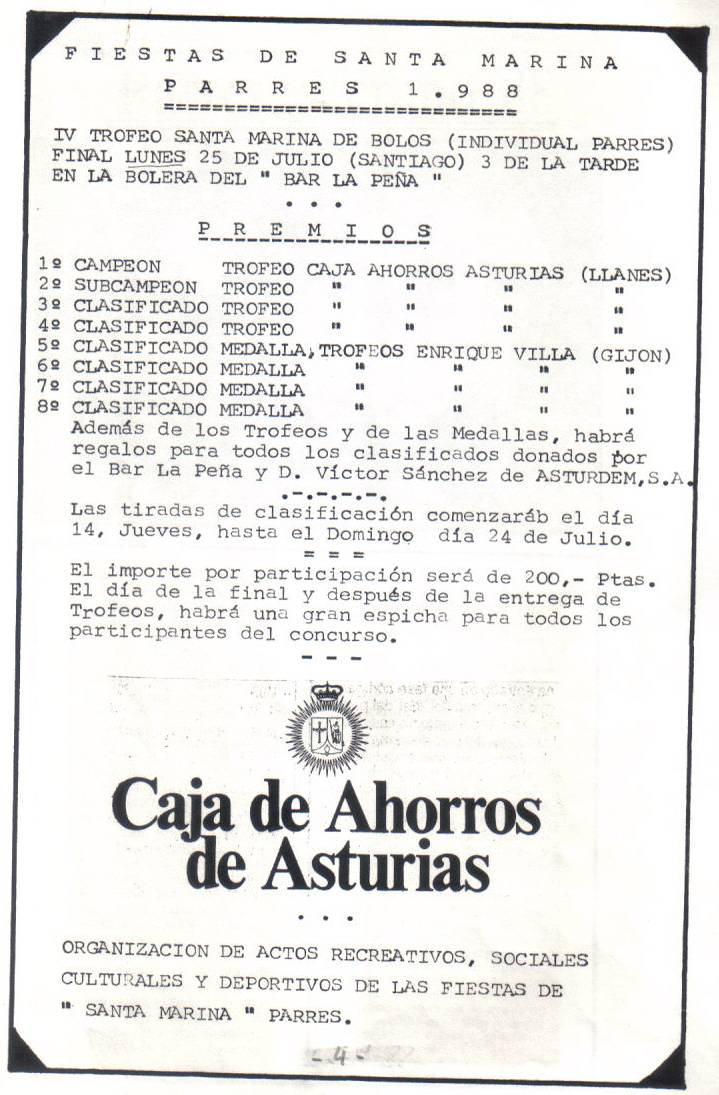 FIESTAS DE SANTA MARINA
PARRES 1.988
==============================
IV TROFEO SANTA MARINA DE BOLOS (INDIVIDUAL PARRES)
FINAL LUNES 25 DE JULIO (SANTIAGO) 3 DE LA TARDE
EN LA BOLERA DEL " BAR LA PEÑA "
. . .
PREMIOS
1º CAMPEON TROFEO CAJA AHORROS ASTURIAS (LLANES)
2º SUBCAMPEON TROFEO " " " "
3º CLASIFICADO TROFEO " " " "
4º CLASIFICADO TROFEO " " " "
5º CLASIFICADO MEDALLA, TROFEOS ENRIQUE VILLA (GIJON)
6º CLASIFICADO MEDALLA " " " "
7º CLASIFICADO MEDALLA " " " "
8º CLASIFICADO MEDALLA " " " "
Además de los Trofeos y de las Medallas, habrá
regalos para todos los clasificados donados por
el Bar La Peña y D. Víctor Sánchez de ASTURDEM,S.A.
.-.-.-.-.
Las tiradas de clasificación comenzaráb el día
14, Jueves, hasta el Domingo día 24 de Julio.
= = =
El importe por participación será de 200,- Ptas.
El día de la final y después de la entrega de
Trofeos, habrá una gran espicha para todos los
participantes del concurso.
- - -
Caja de Ahorros
de Asturias
. . .
ORGANIZACION DE ACTOS RECREATIVOS, SOCIALES
CULTURALES Y DEPORTIVOS DE LAS FIESTAS DE
" SANTA MARINA " PARRES.
-4-